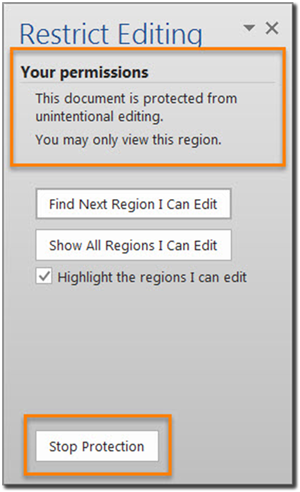 Restrict Editing
Your permissions
This document is protected from
unintentional editing.
You may only view this region.
Find Next Region I Can Edit
Show All Regions I Can Edit
Highlight the regions I can edit
Stop Protection